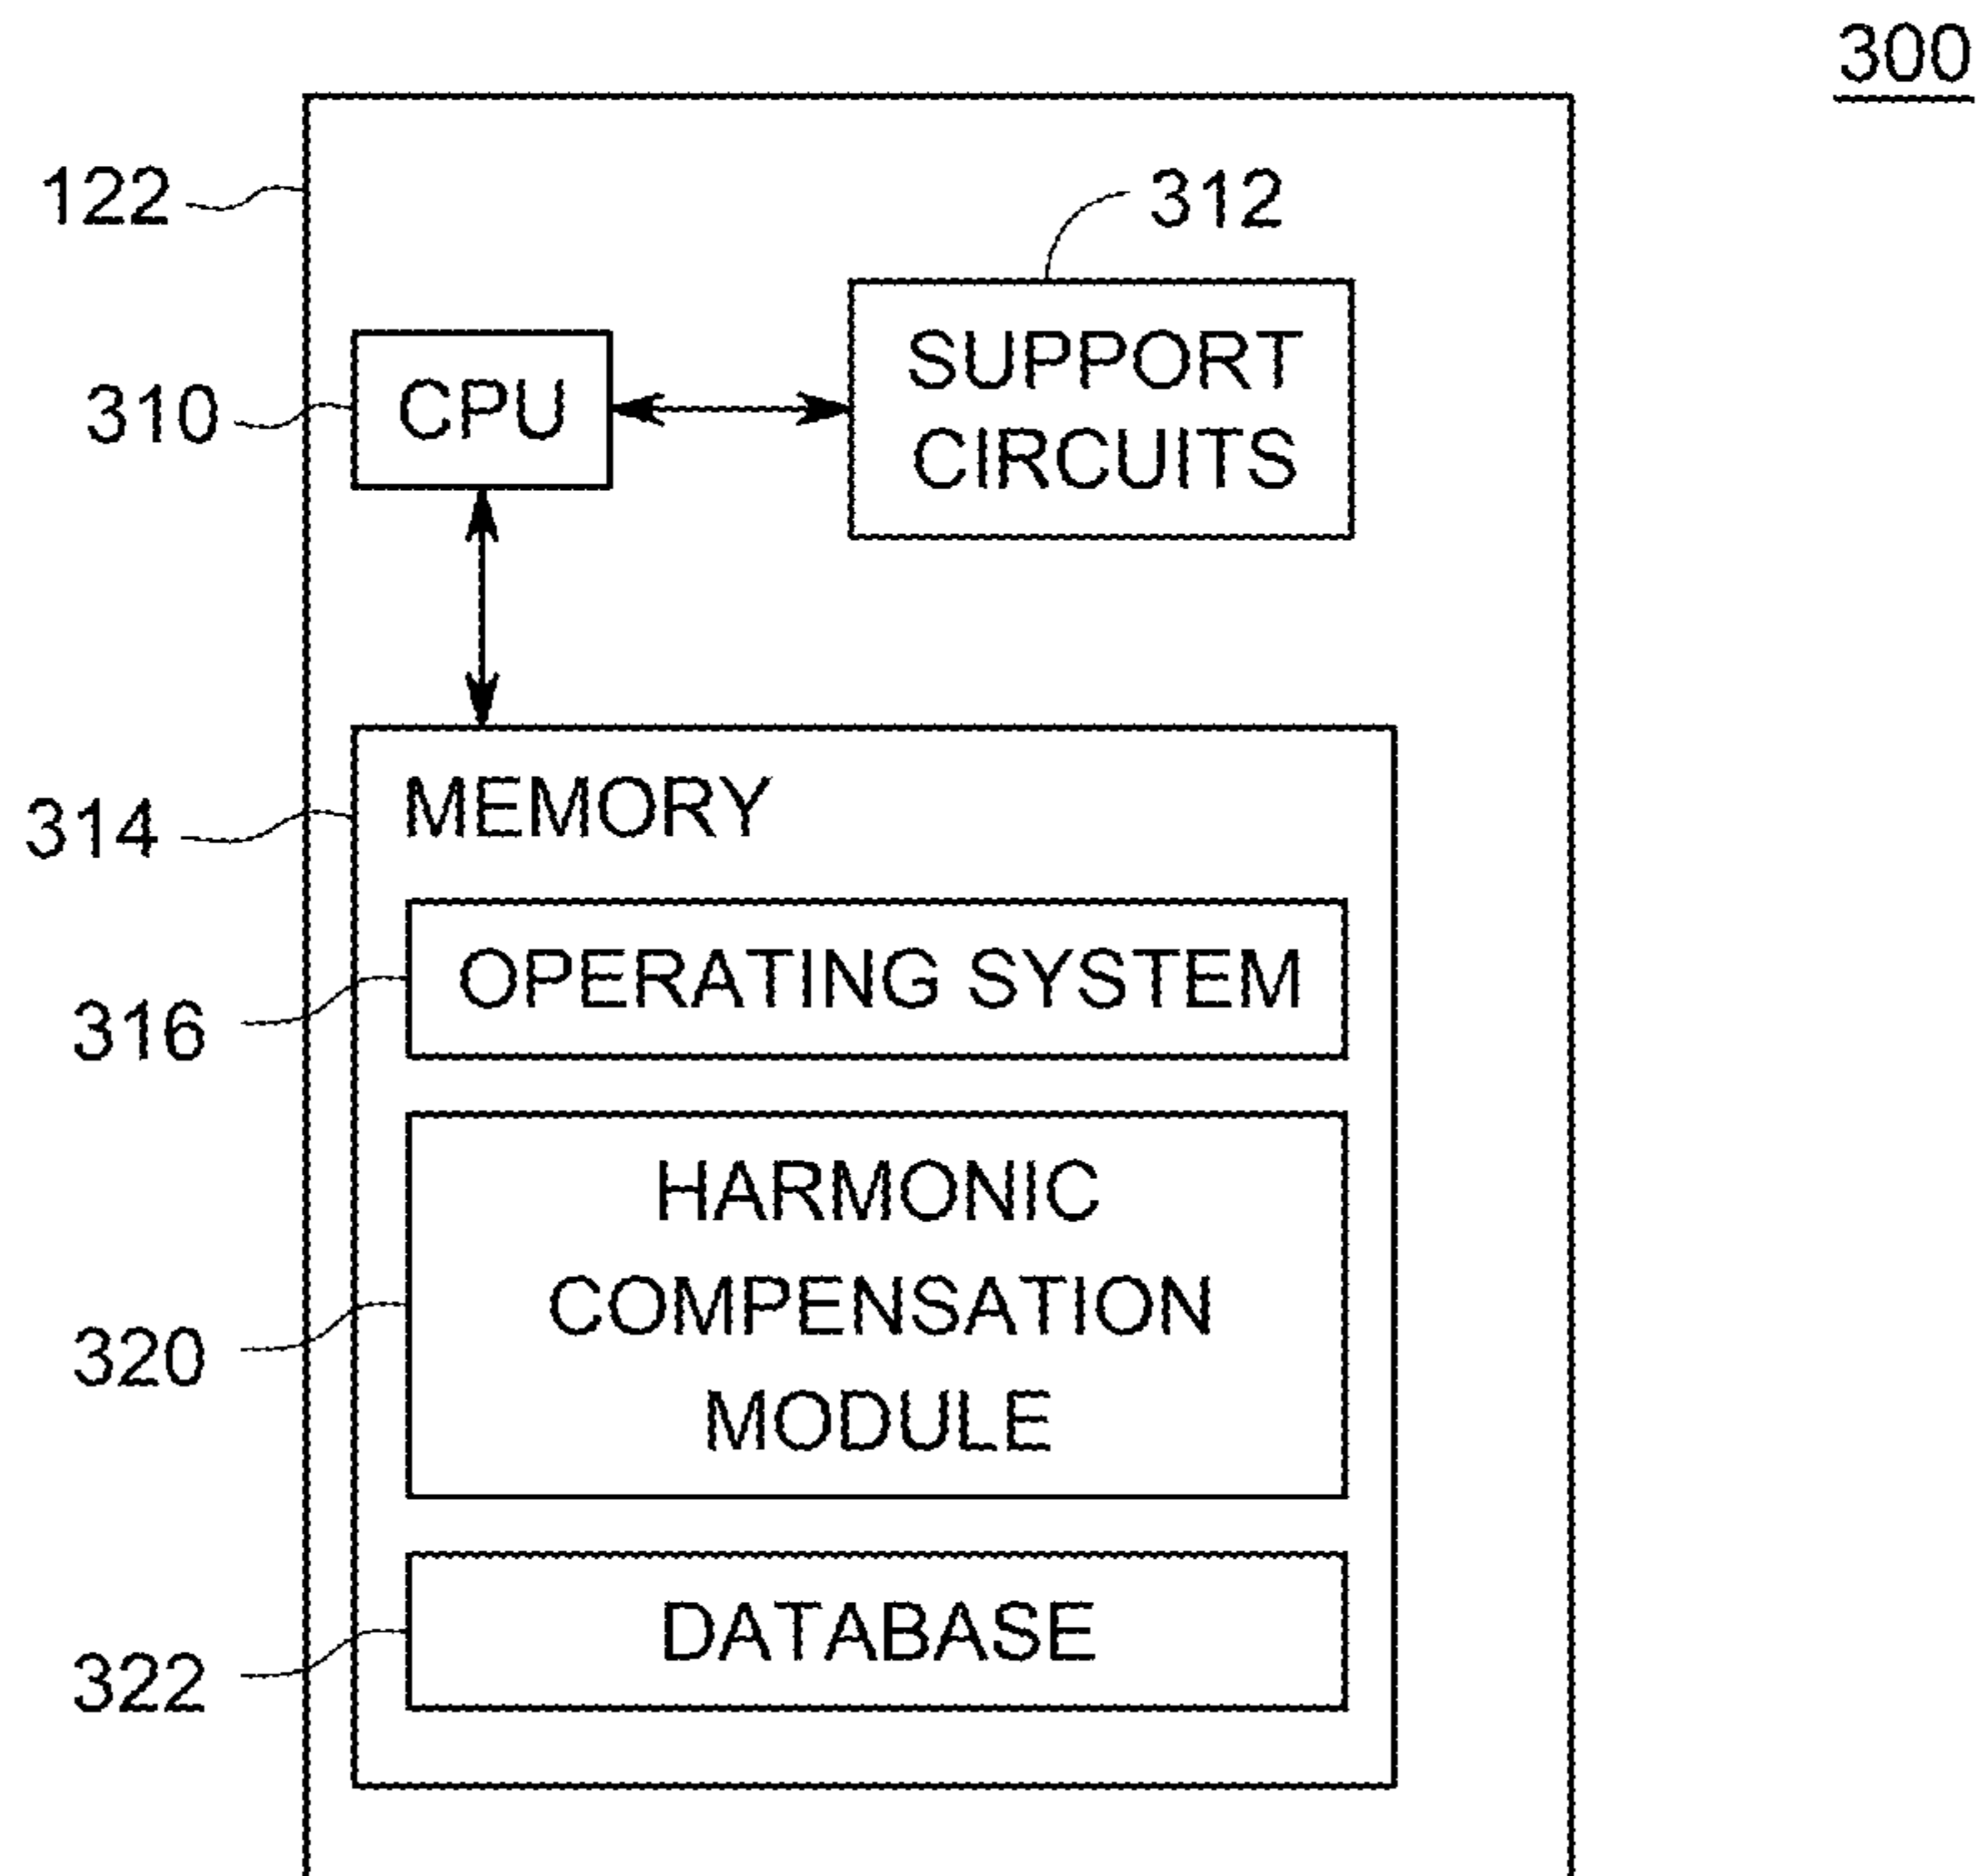 300
122
312
SUPPORT
CIRCUITS
310
CPU
314
MEMORY
316
OPERATING SYSTEM
HARMONIC
320
COMPENSATION
MODULE
322
DATABASE